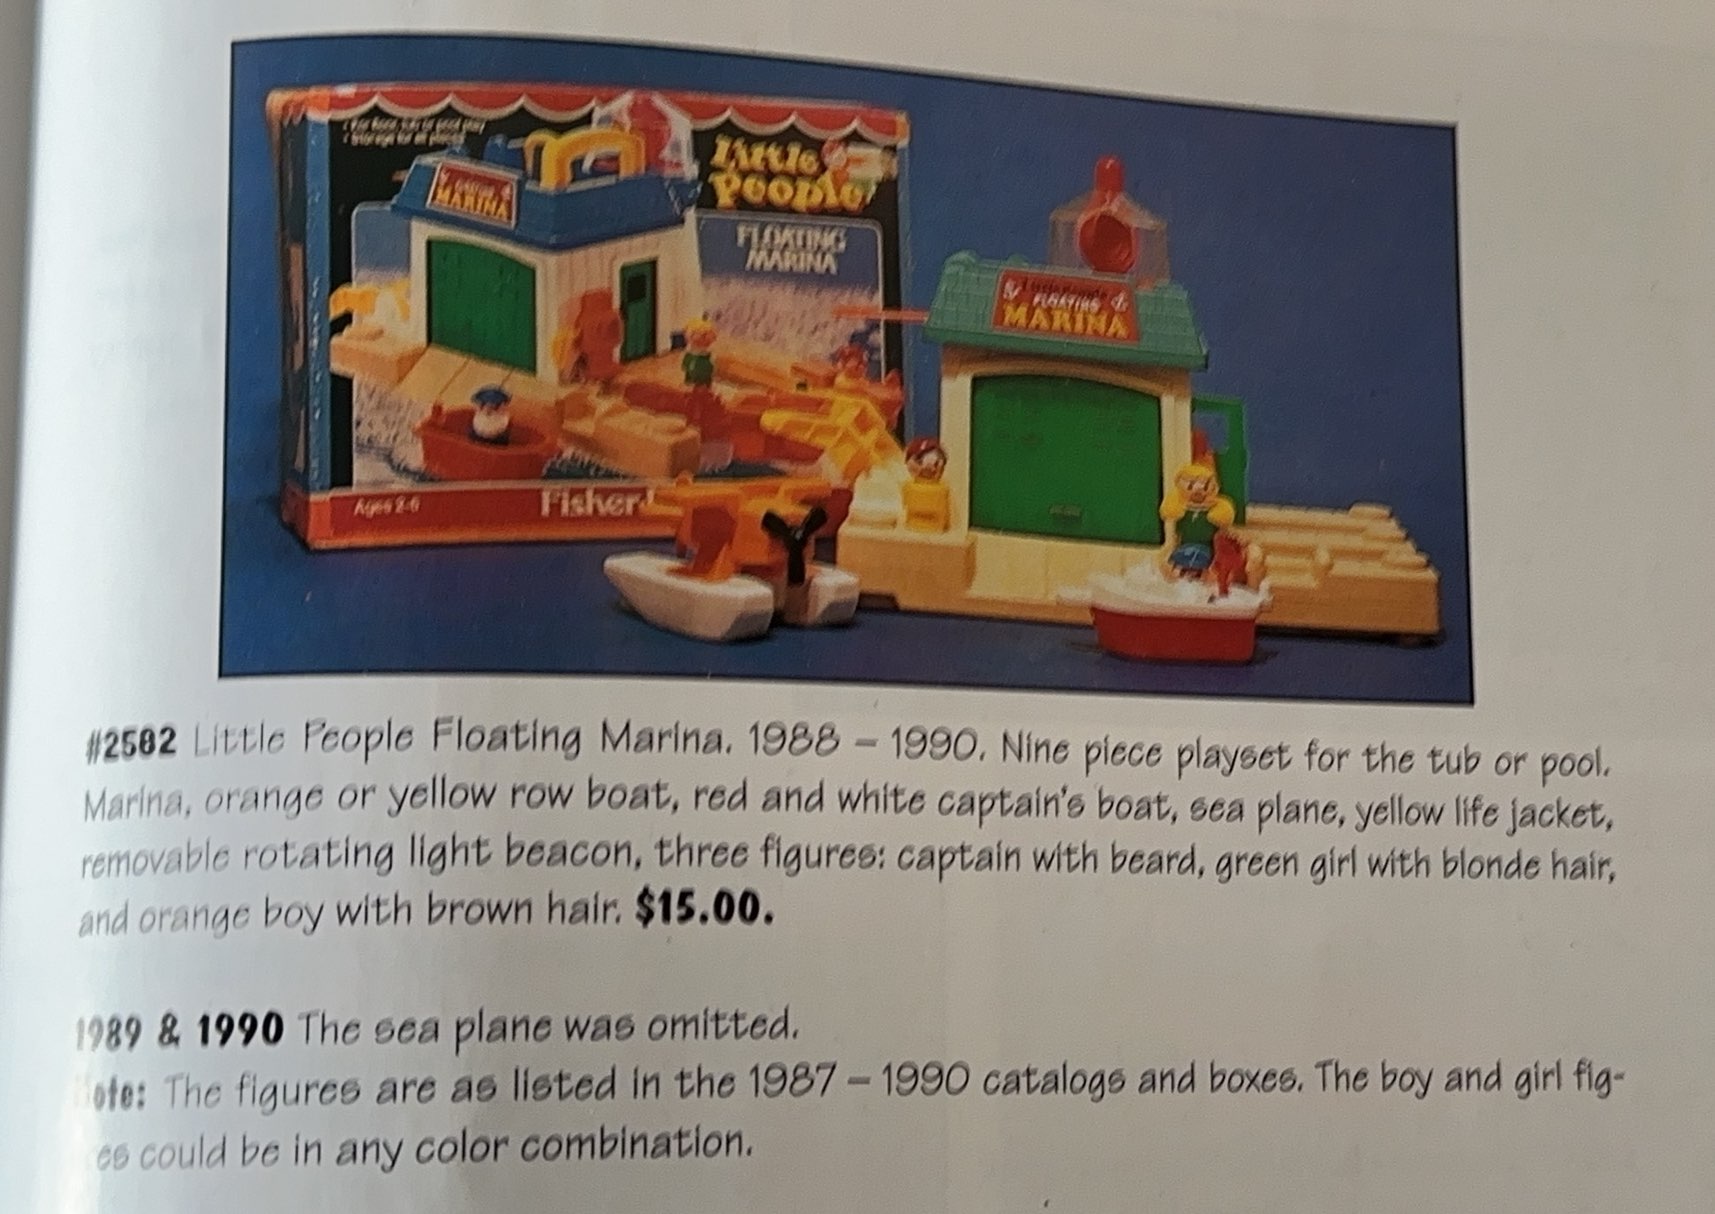 Little
People
FLOATING
MARINA
MARINA
Ages 2-6
Fisher
FLOATING
MARINA
#2582 Little People Floating Marina. 1988 – 1990. Nine piece playset for the tub or pool.
Marina, orange or yellow row boat, red and white captain's boat, sea plane, yellow life jacket,
removable rotating light beacon, three figures: captain with beard, green girl with blonde hair,
and orange boy with brown hair. $15.00.
1989 & 1990 The sea plane was omitted.
ote: The figures are as listed in the 1987 – 1990 catalogs and boxes. The boy and girl fig-
es could be in any color combination.